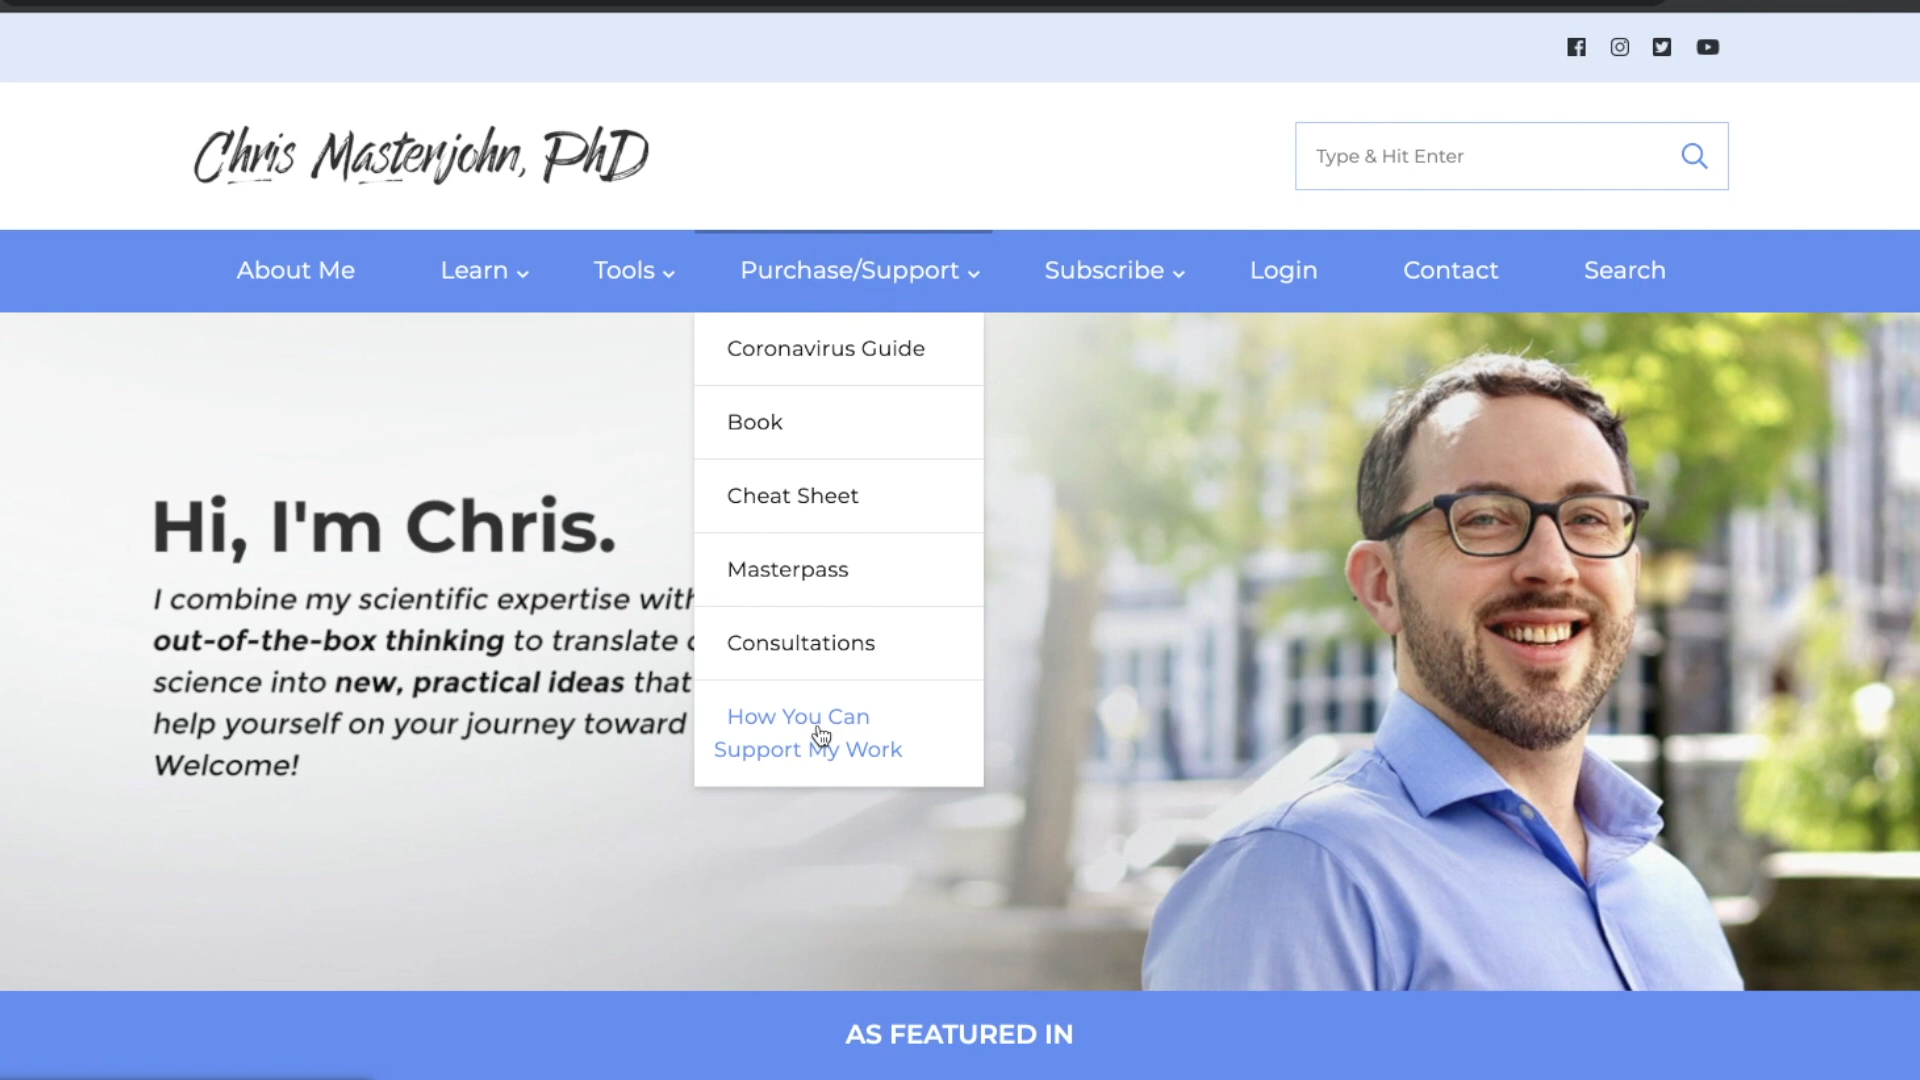 Chris Masterjohn, PhD
Type & Hit Enter
About Me
Learn
Tools
Purchase/Support
Subscribe
Login
Contact
Search
Coronavirus Guide
Book
Cheat Sheet
Masterpass
Consultations
How You Can
Support My Work
Hi, I'm Chris.
I combine my scientific expertise with
out-of-the-box thinking to translate
science into new, practical ideas that
help yourself on your journey toward
Welcome!
AS FEATURED IN